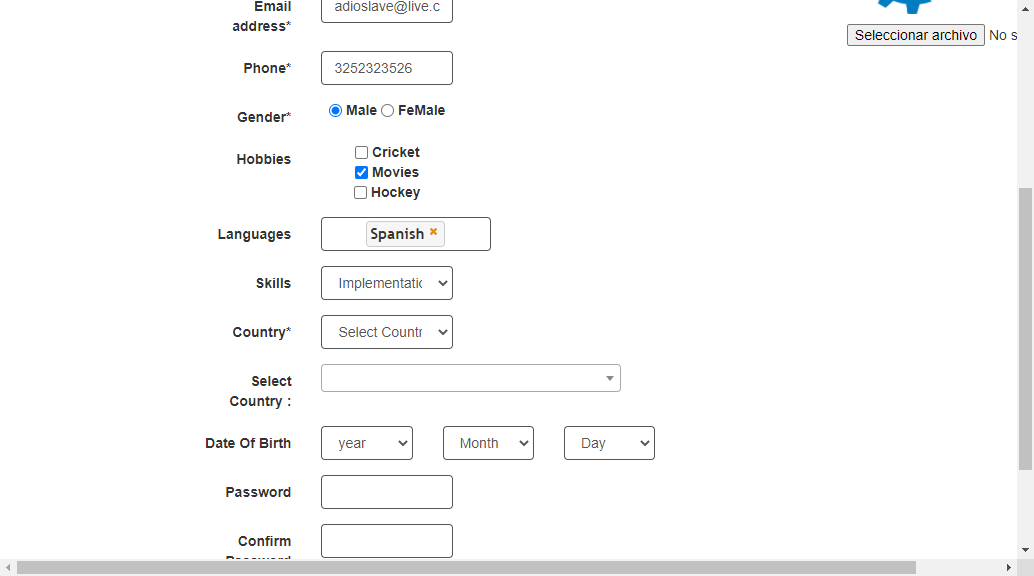 Email address*
adioslave@live.c
Seleccionar archivo No s
Phone*
3252323526
Gender*
Male FeMale
Hobbies
Cricket
Movies
Hockey
Languages
Spanish
Skills
Implementatic
Country*
Select Countr
Select Country :
Date Of Birth
year Month Day
Password
Confirm